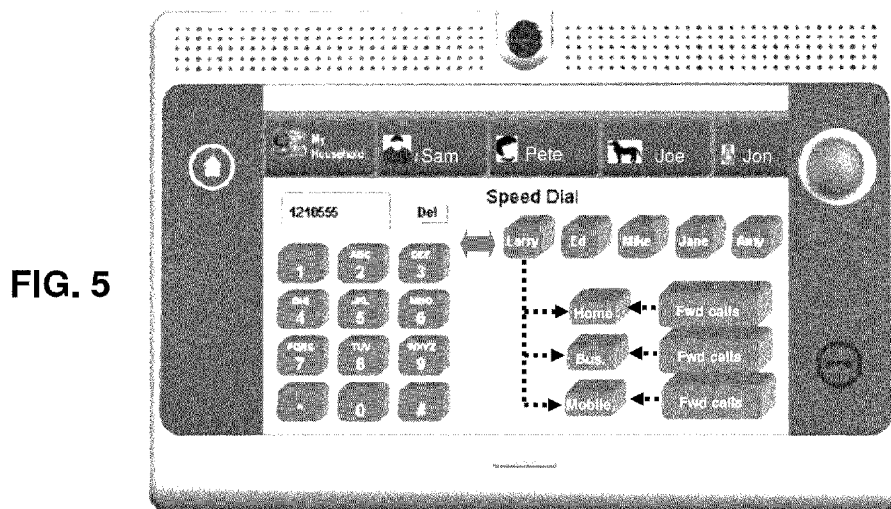 FIG. 5
My
Household
Sam
Pete
Joe
Jon
1210555
Del
Speed Dial
Larry
Ed
Mike
Jane
Amy
1
ABC
2
DEF
3
4
JKL
5
MNO
6
PQRS
7
TUV
8
WXYZ
9
*
0
#
Home
Fwd calls
Bus.
Fwd calls
Mobile
Fwd calls